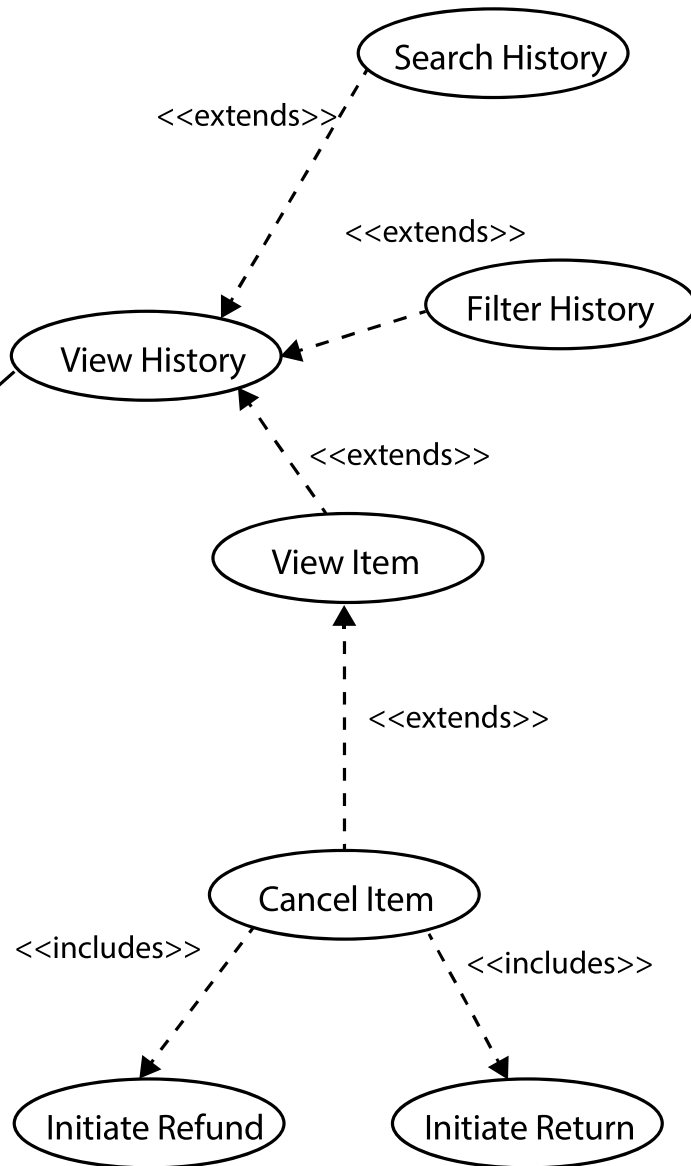 Search History
<<extends>>
<<extends>>
Filter History
View History
<<extends>>
View Item
<<extends>>
Cancel Item
<<includes>>
<<includes>>
Initiate Refund
Initiate Return